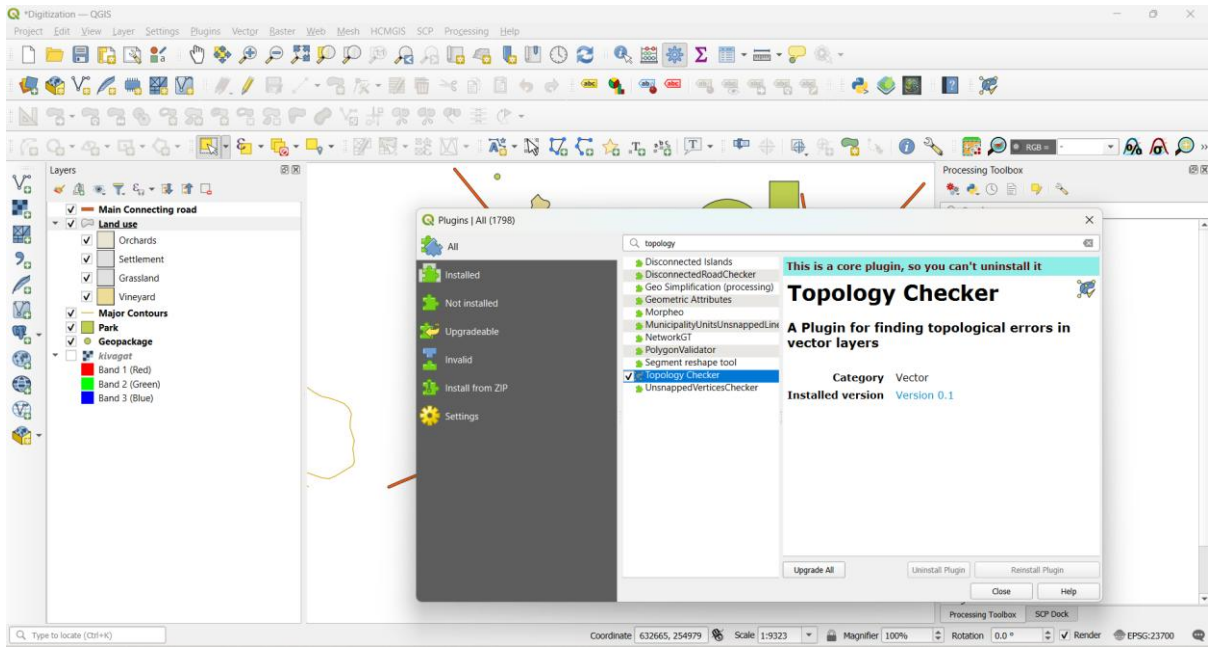 *Digitization — QGIS
Project Edit View Layer Settings Plugins Vector Raster Web Mesh HCMGIS SCP Processing Help
RGB =
Layers
Main Connecting road
Land use
Orchards
Settlement
Grassland
Vineyard
Major Contours
Park
Geopackage
kivagat
Band 1 (Red)
Band 2 (Green)
Band 3 (Blue)
Processing Toolbox
Plugins | All (1798)
All
Installed
Not installed
Upgradeable
Invalid
Install from ZIP
Settings
topology
Disconnected Islands
DisconnectedRoadChecker
Geo Simplification (processing)
Geometric Attributes
Morpheo
MunicipalityUnitsUnsnappedLine
NetworkGT
PolygonValidator
Segment reshape tool
Topology Checker
UnsnappedVerticesChecker
This is a core plugin, so you can't uninstall it
Topology Checker
A Plugin for finding topological errors in
vector layers
Category Vector
Installed version Version 0.1
Upgrade All Uninstall Plugin Reinstall Plugin
Close Help
Processing Toolbox SCP Dock
Type to locate (Ctrl+K) Coordinate 632665, 254979 Scale 1:9323 Magnifier 100% Rotation 0.0 ° Render EPSG:23700